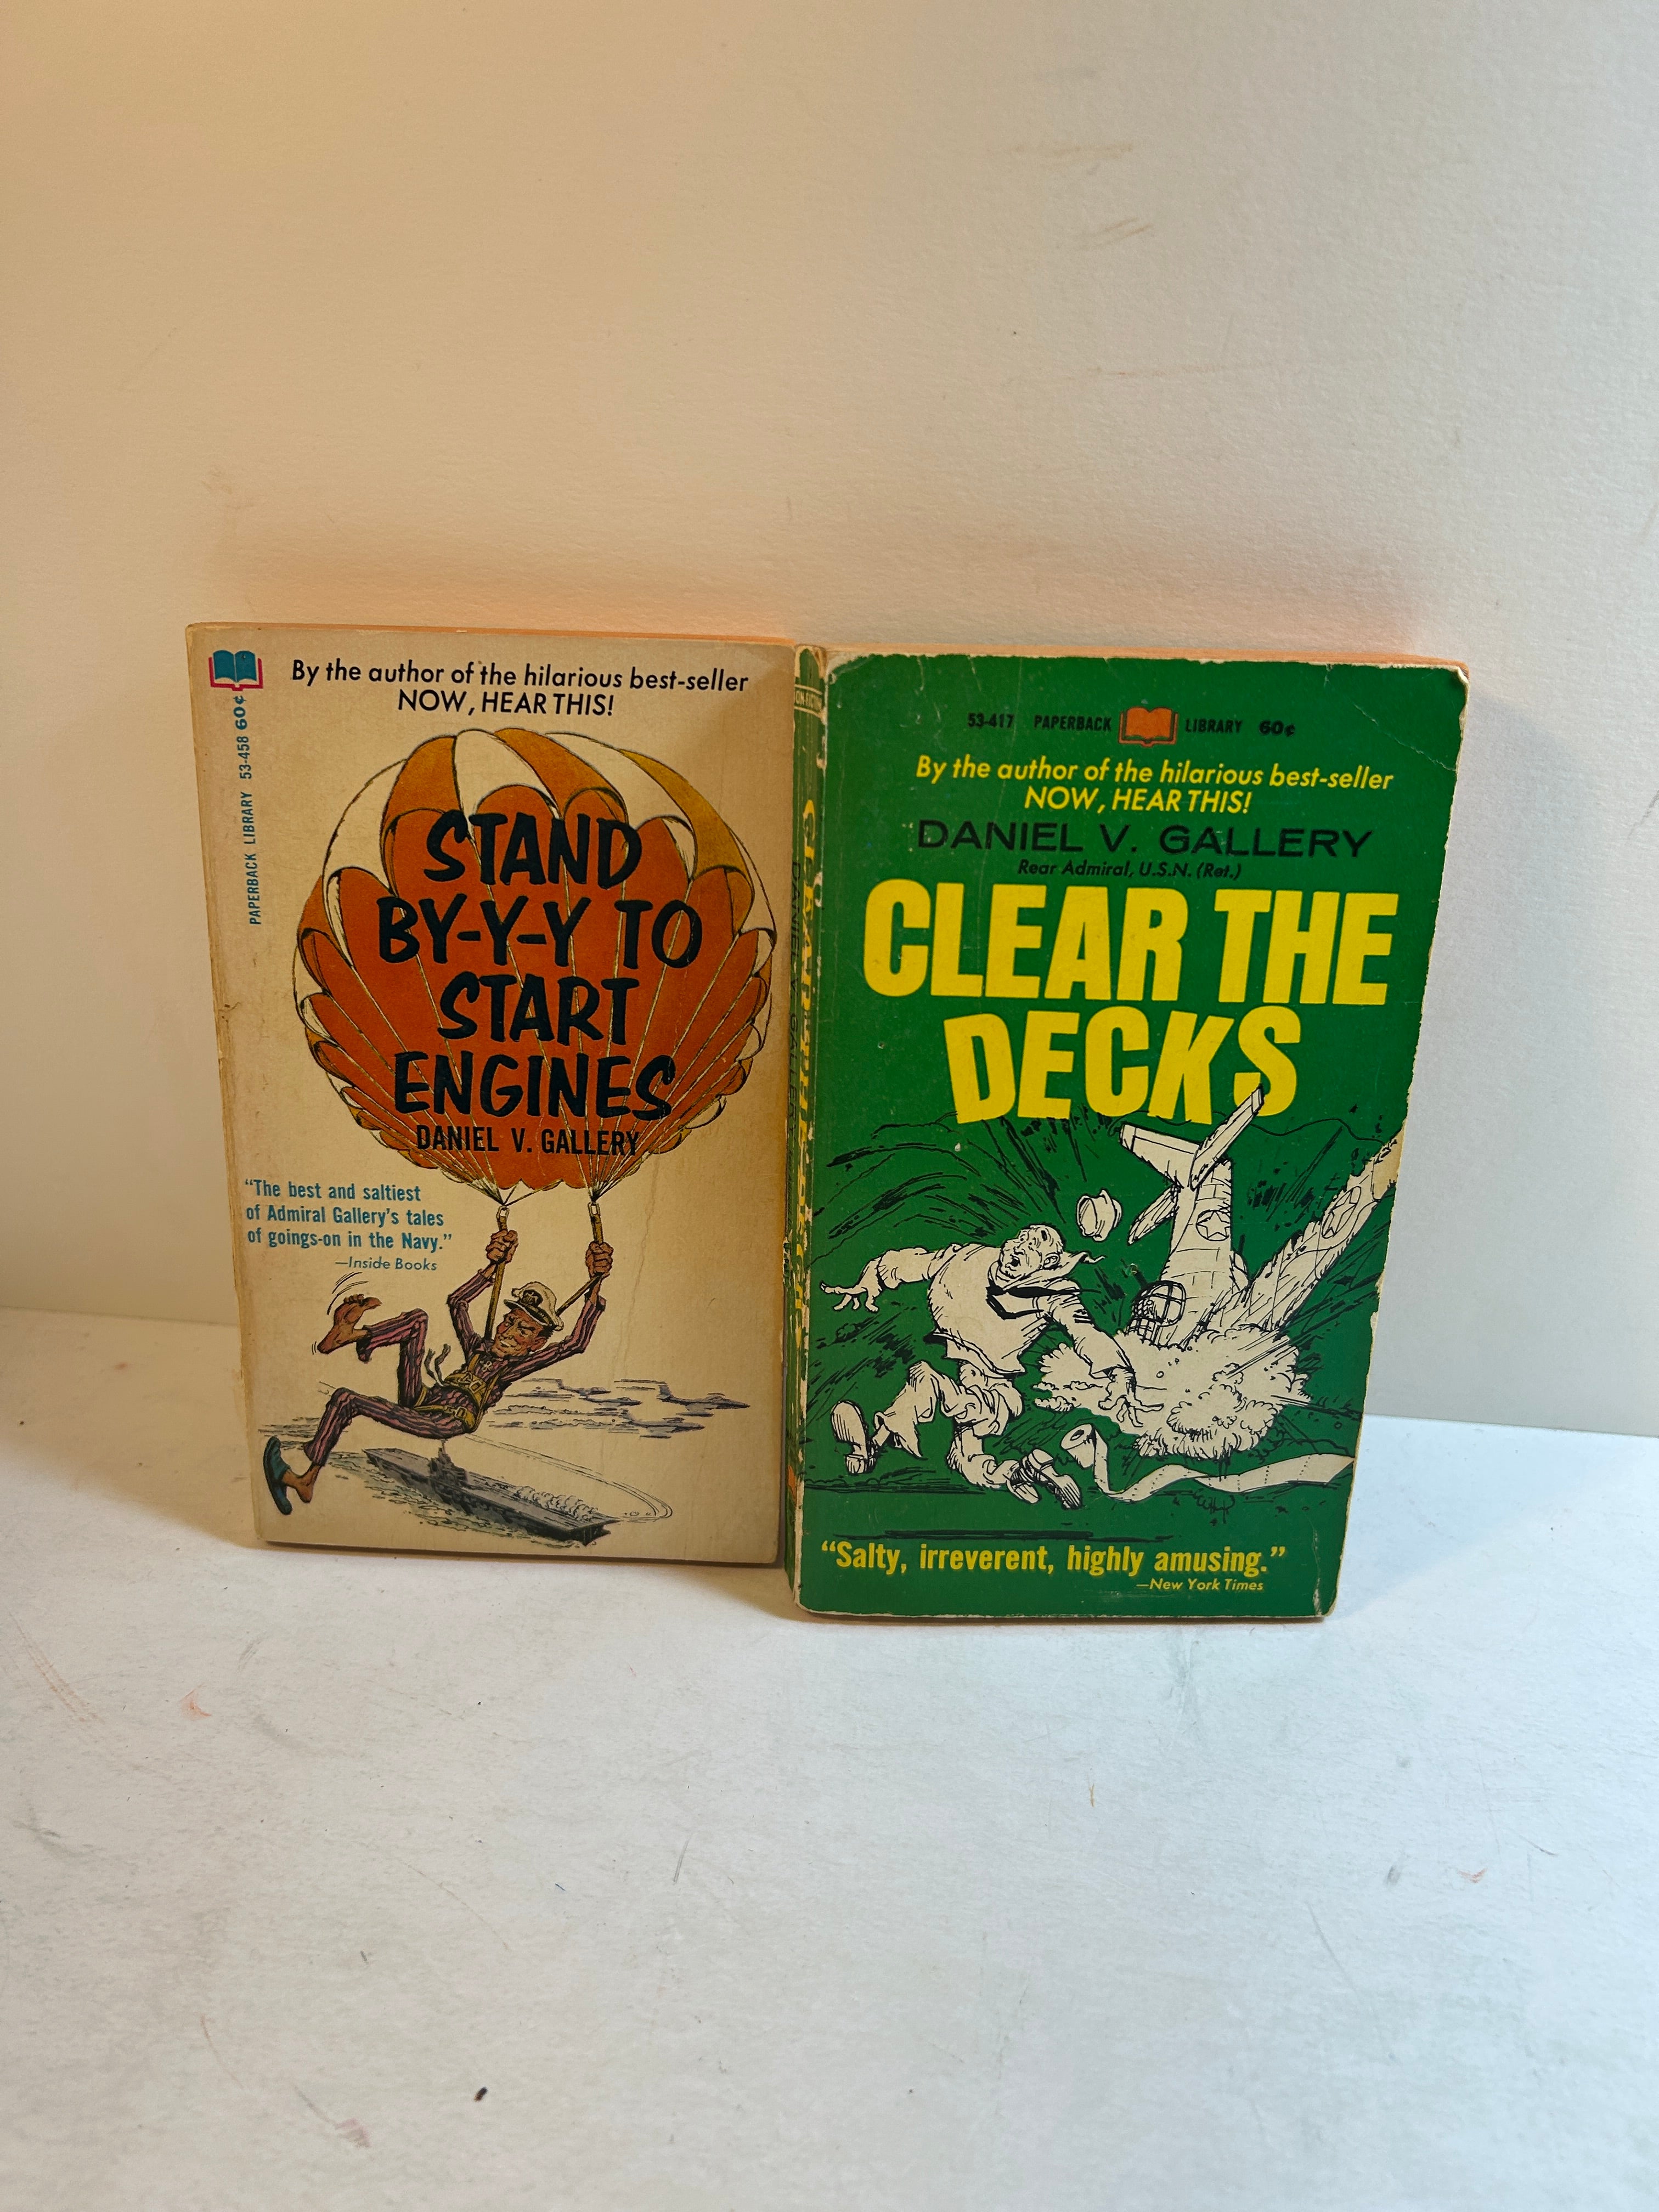 By the author of the hilarious best-seller
NOW, HEAR THIS!
PAPERBACK LIBRARY 53-458 60¢
STAND
BY-Y-Y TO
START
ENGINES
DANIEL V. GALLERY
"The best and saltiest
of Admiral Gallery's tales
of goings-on in the Navy."
—Inside Books
53-417 PAPERBACK LIBRARY 60¢
By the author of the hilarious best-seller
NOW, HEAR THIS!
DANIEL V. GALLERY
Rear Admiral, U.S.N. (Ret.)
CLEAR THE
DECKS
"Salty, irreverent, highly amusing."
—New York Times